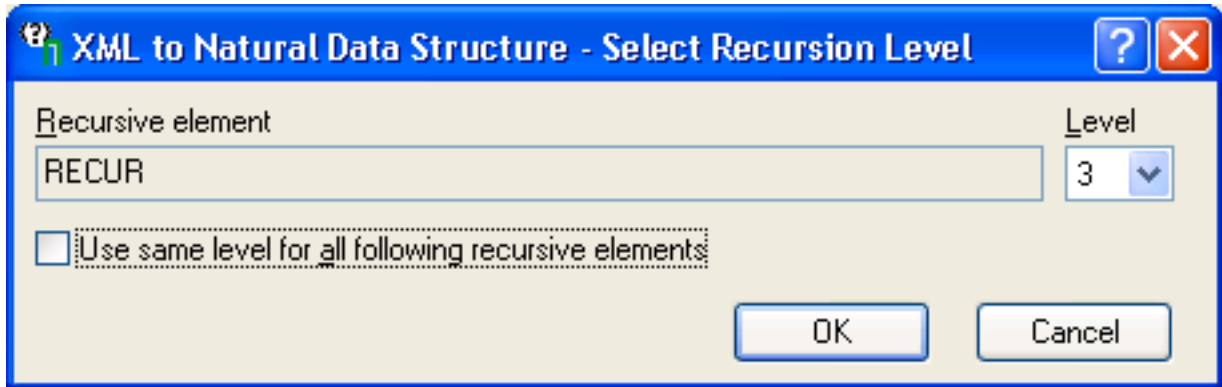 XML to Natural Data Structure - Select Recursion Level
Recursive element Level
RECUR 3
Use same level for all following recursive elements
OK Cancel